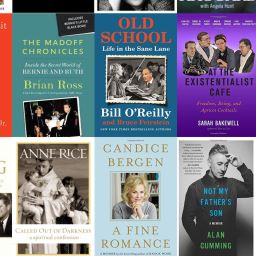 with Angela Hunt
INCLUDES
THE MADOFF
CHRONICLES
Inside the Secret World of
BERNIE AND RUTH
Brian Ross
OLD
SCHOOL
Life in the Sane Lane
Bill O'Reilly
and Bruce Feirstein
AT THE
EXISTENTIALIST
CAFÉ
Freedom, Being, and
Apricot Cocktails
SARAH BAKEWELL
ANNE RICE
CALLED OUT OF DARKNESS
a spiritual confession
CANDICE
BERGEN
A FINE
ROMANCE
NOT MY
FATHER'S
SON
A MEMOIR
ALAN
CUMMING